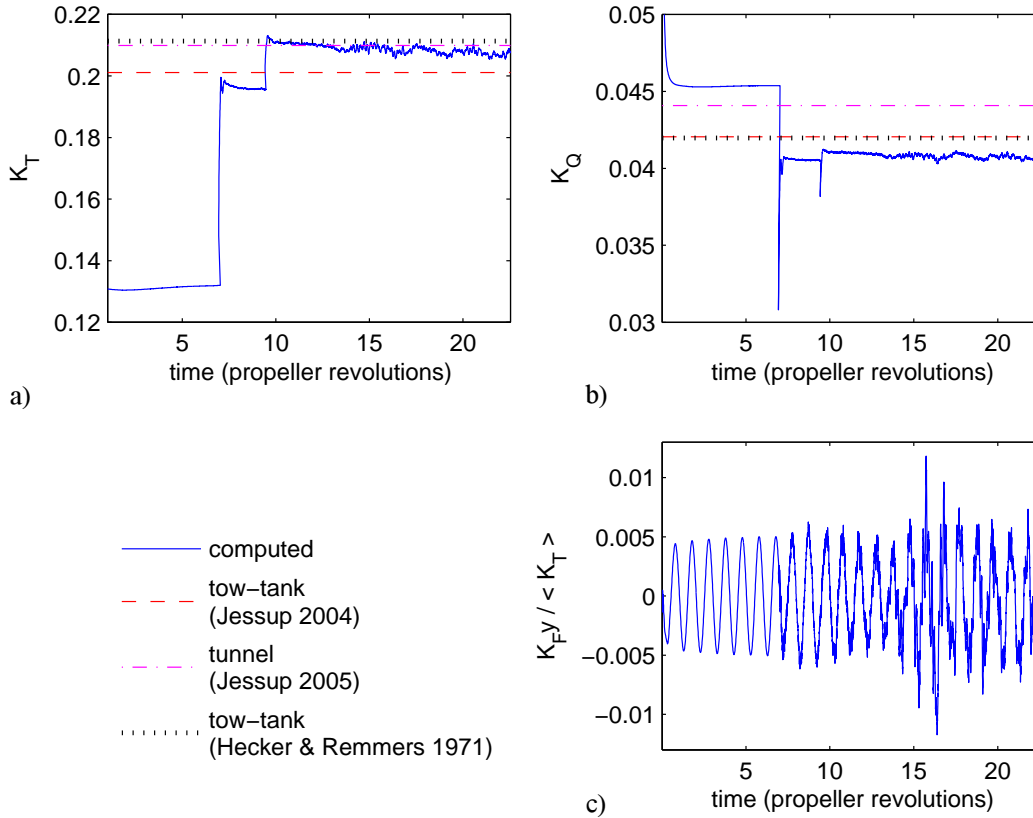 0.22
0.2
0.18
0.16
0.14
0.12
K_T
5 10 15 20
time (propeller revolutions)
a)
0.05
0.045
0.04
0.035
0.03
K_Q
5 10 15 20
time (propeller revolutions)
b)
computed
tow−tank
(Jessup 2004)
tunnel
(Jessup 2005)
tow−tank
(Hecker & Remmers 1971)
0.01
0.005
0
−0.005
−0.01
K_Fy / < K_T >
5 10 15 20
time (propeller revolutions)
c)